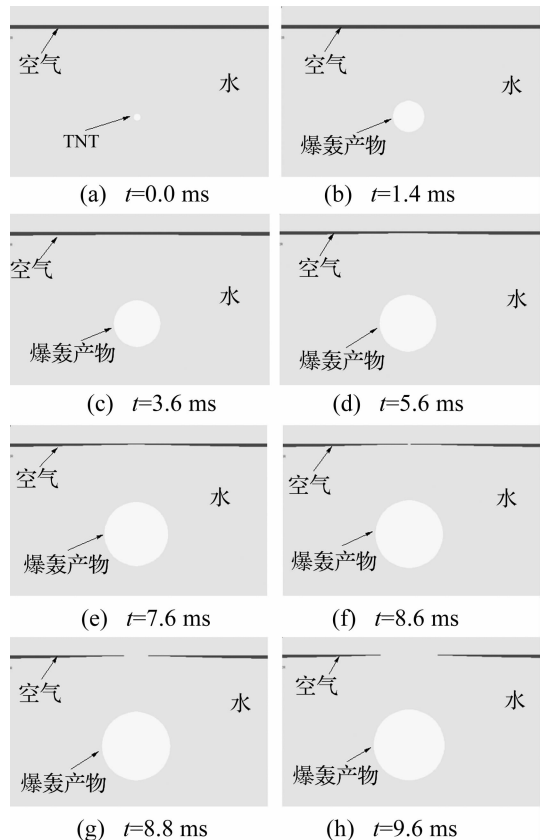 空气
水
TNT
(a) t=0.0 ms
空气
水
爆轰产物
(b) t=1.4 ms
空气
水
爆轰产物
(c) t=3.6 ms
空气
水
爆轰产物
(d) t=5.6 ms
空气
水
爆轰产物
(e) t=7.6 ms
空气
水
爆轰产物
(f) t=8.6 ms
空气
水
爆轰产物
(g) t=8.8 ms
空气
水
爆轰产物
(h) t=9.6 ms